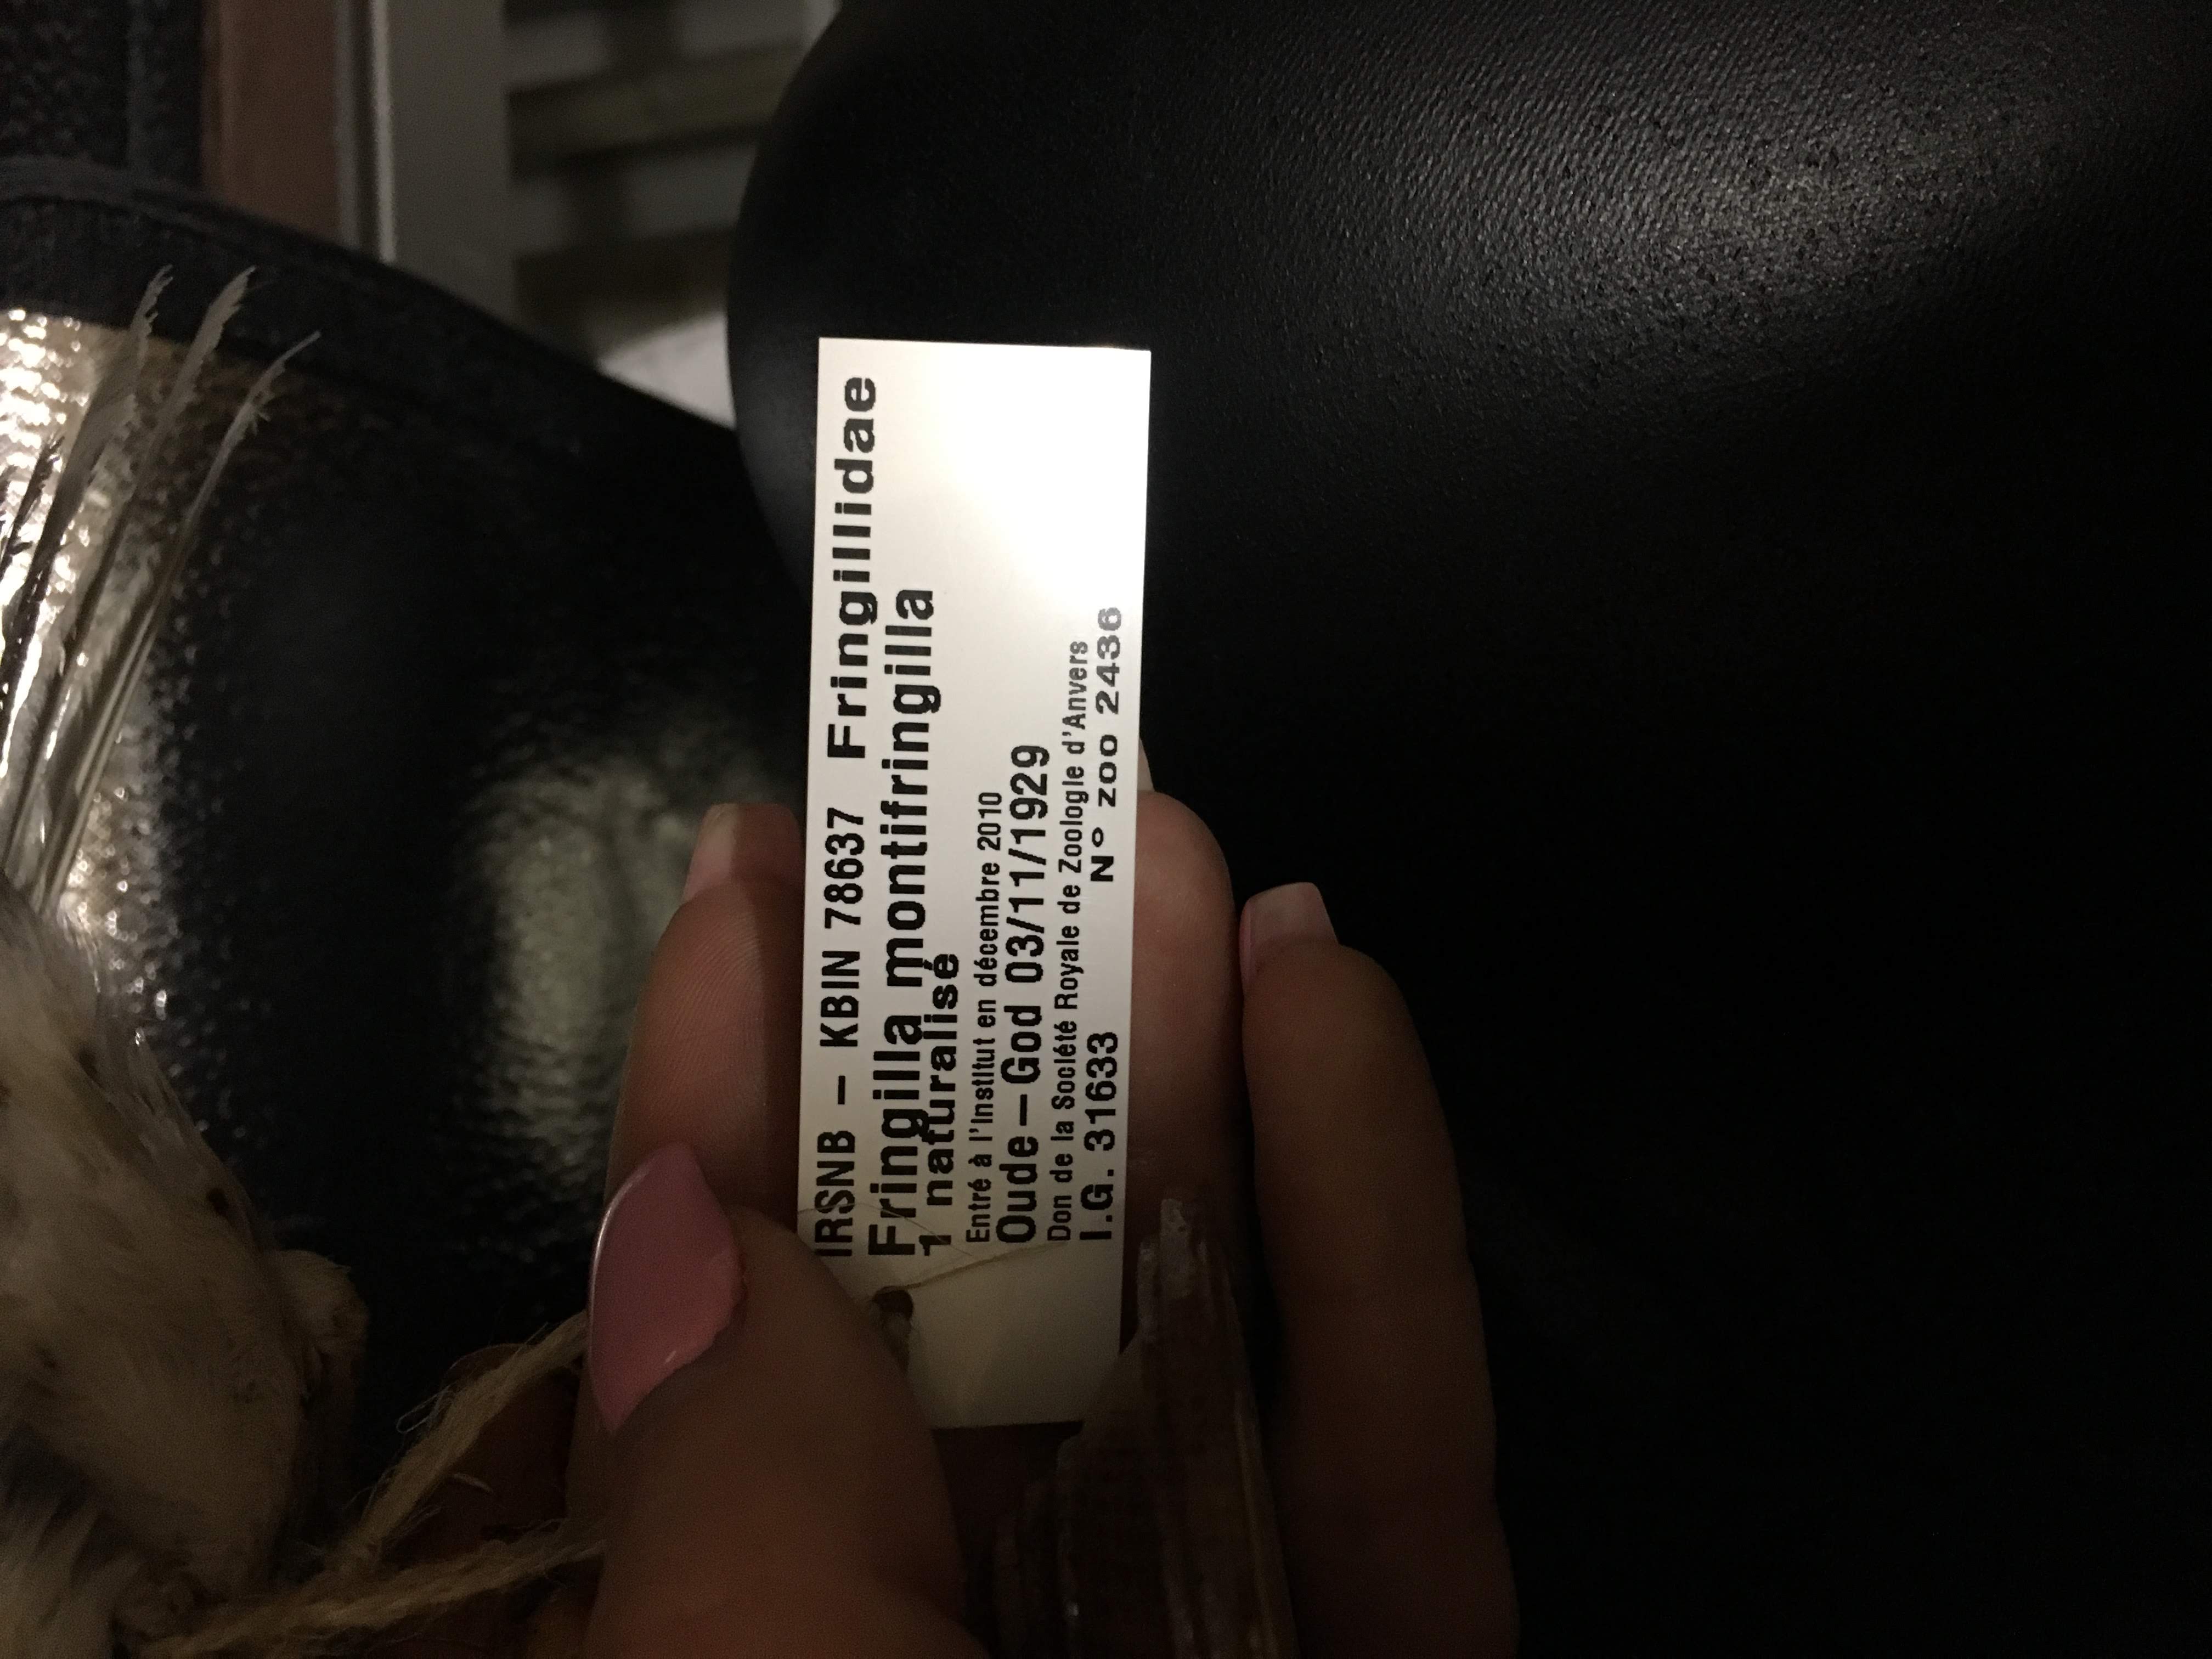 IRSNB – KBIN 78637 Fringillidae
Fringilla montifringilla
1 naturalisé
Entré à l'Institut en décembre 2010
Oude–God 03/11/1929
Don de la Société Royale de Zoologie d'Anvers
I.G. 31633 N° zoo 2436